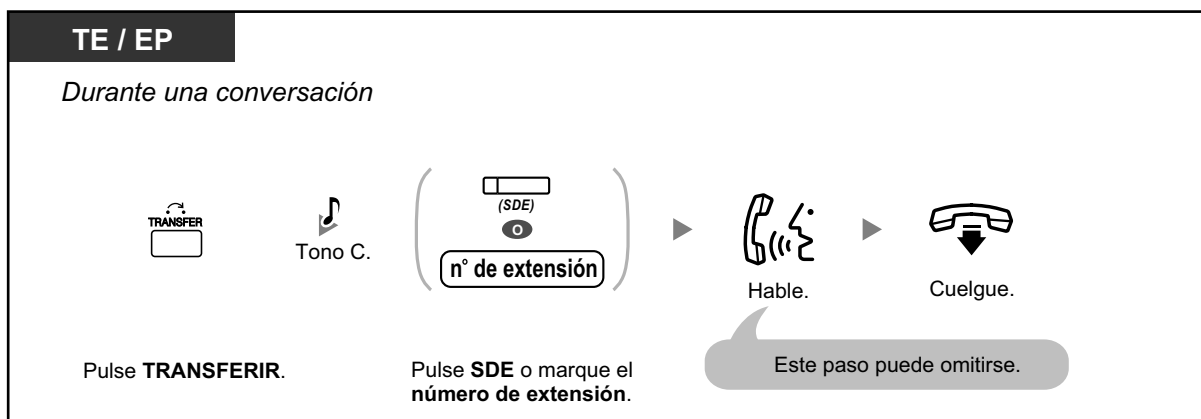 TE / EP
Durante una conversación
TRANSFER
Tono C.
(SDE)
O
n° de extensión
Hable.
Cuelgue.
Pulse TRANSFERIR.
Pulse SDE o marque el
número de extensión.
Este paso puede omitirse.